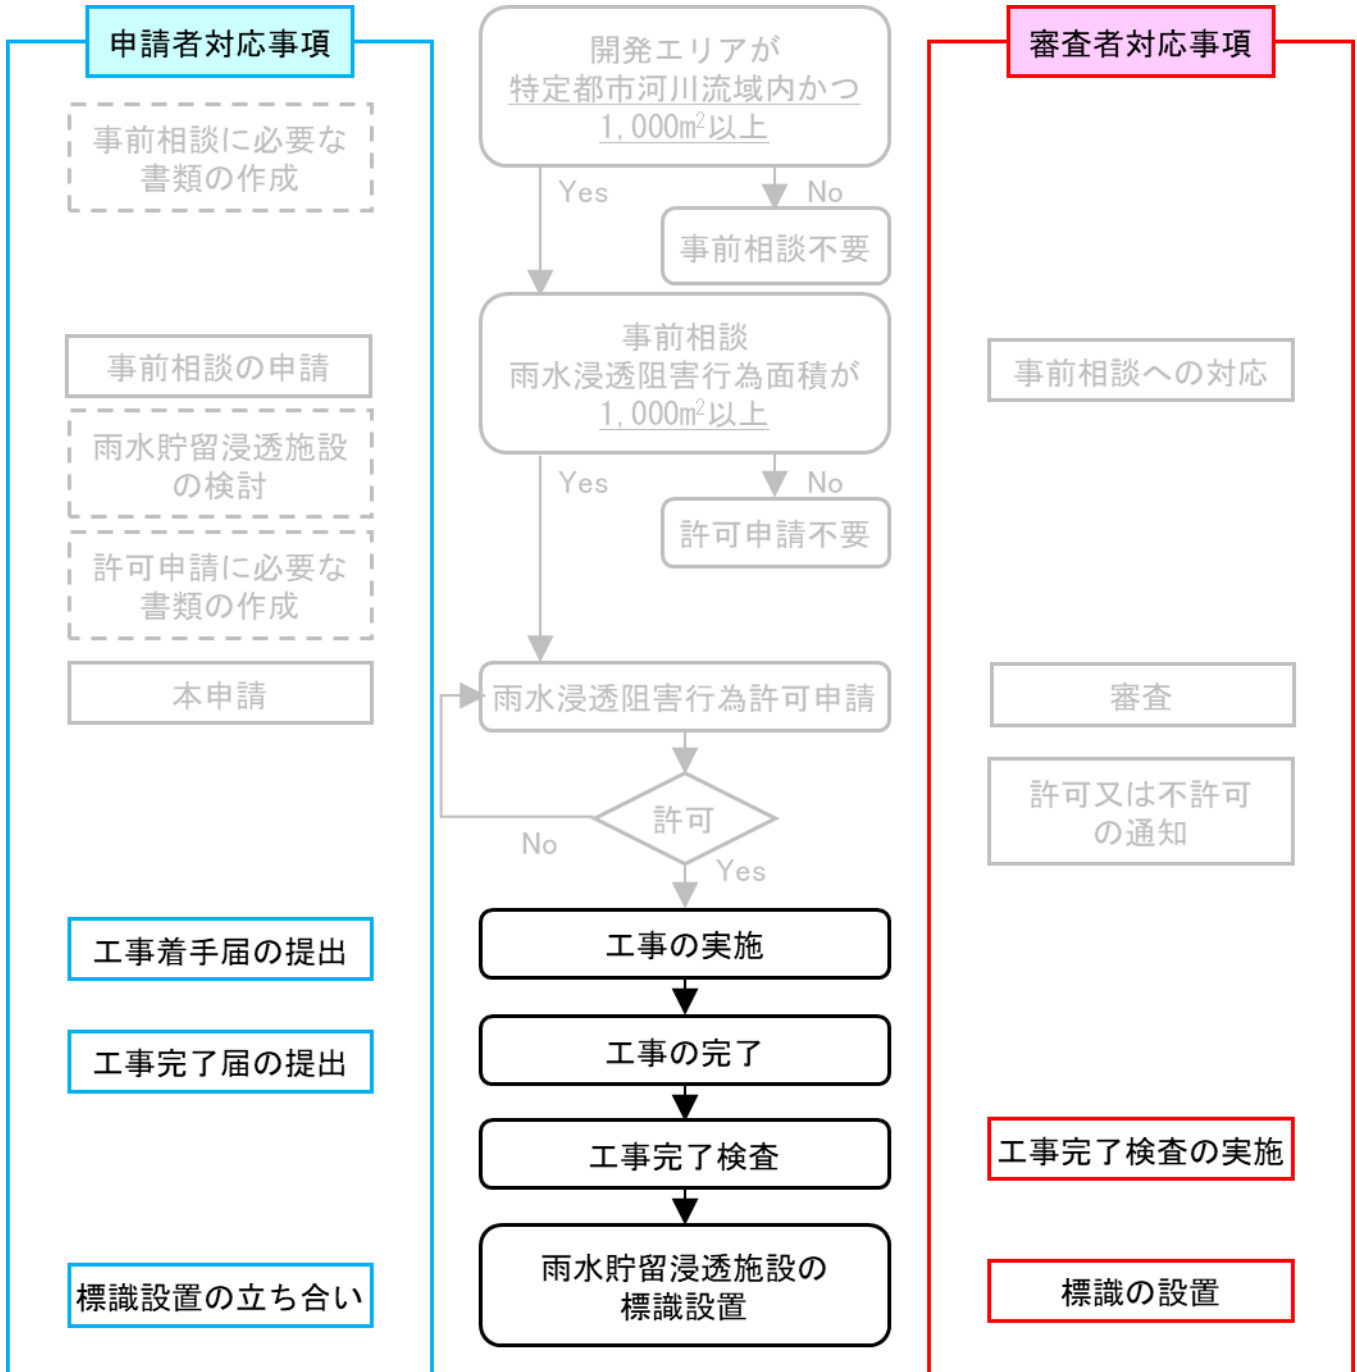 申請者対応事項
審査者対応事項
開発エリアが
特定都市河川流域内かつ
1,000m²以上
事前相談に必要な
書類の作成
Yes
No
事前相談不要
事前相談
雨水浸透阻害行為面積が
1,000m²以上
事前相談の申請
事前相談への対応
雨水貯留浸透施設
の検討
Yes
No
許可申請不要
許可申請に必要な
書類の作成
本申請
雨水浸透阻害行為許可申請
審査
許可
No
Yes
許可又は不許可
の通知
工事着手届の提出
工事の実施
工事完了届の提出
工事の完了
工事完了検査
工事完了検査の実施
標識設置の立ち合い
雨水貯留浸透施設の
標識設置
標識の設置